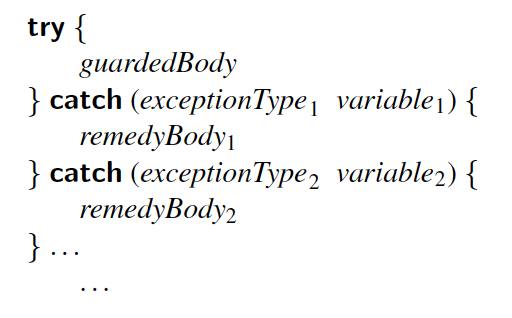 try {
guardedBody
} catch (exceptionType₁ variable₁) {
remedyBody₁
} catch (exceptionType₂ variable₂) {
remedyBody₂
} ...
...